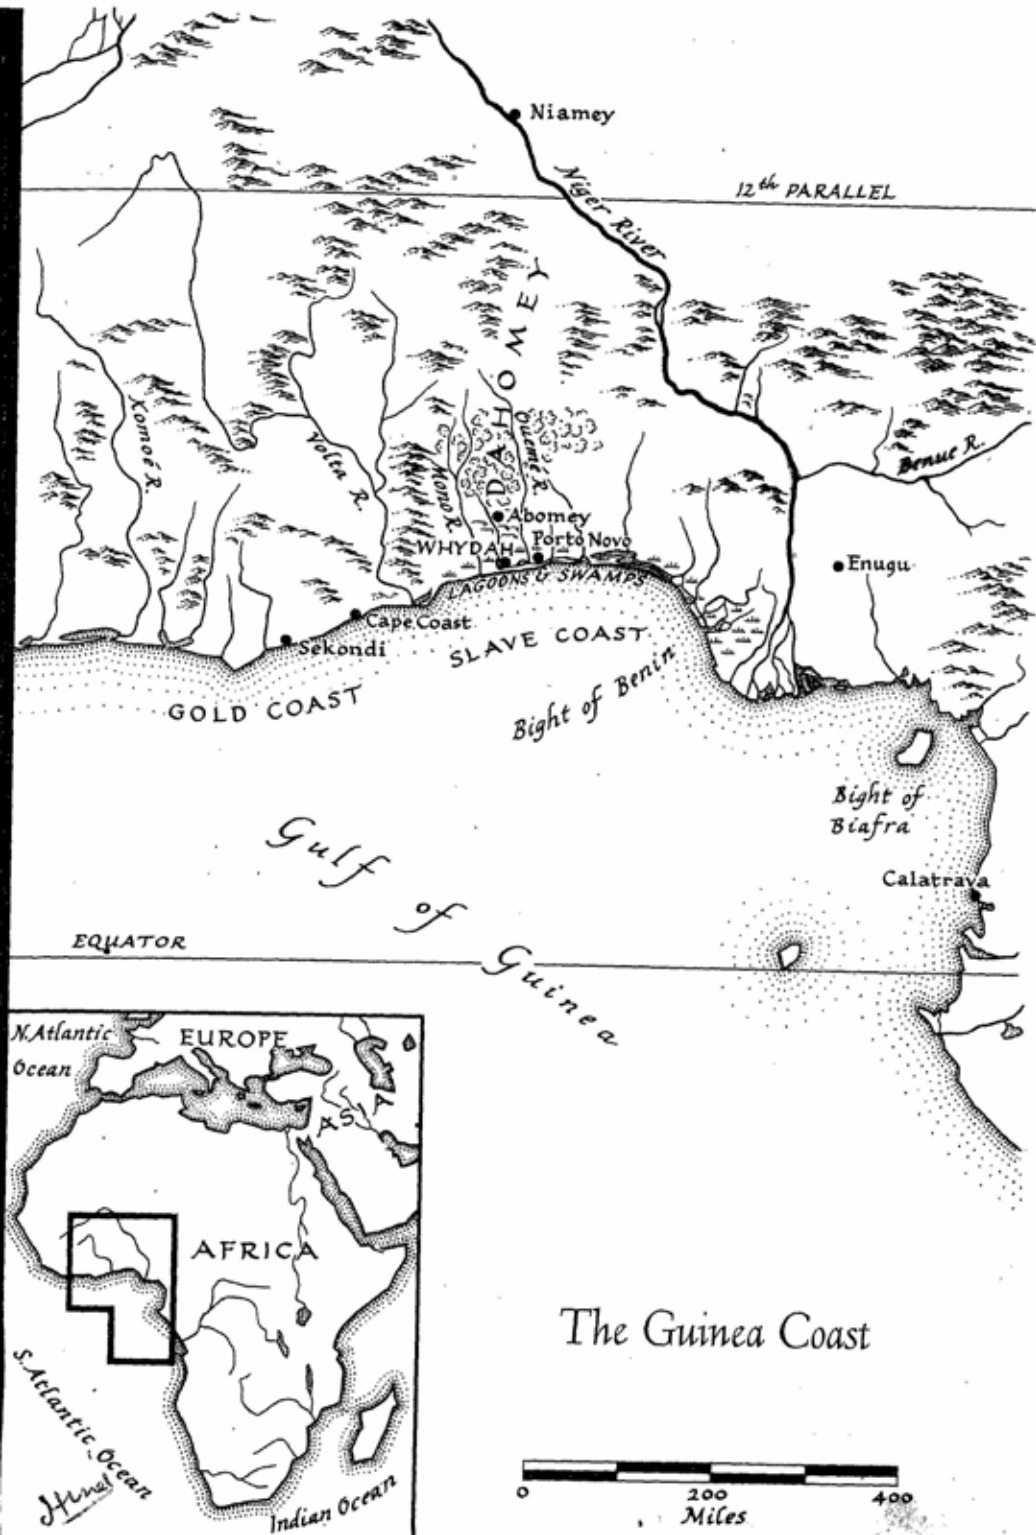 Niamey
Niger River
12th PARALLEL
DAHOMEY
Komoé R.
Volta R.
Mono R.
Ouemé R.
Benue R.
Abomey
WHYDAH
Porto Novo
LAGOONS & SWAMPS
Enugu
Cape Coast
Sekondi
SLAVE COAST
GOLD COAST
Bight of Benin
Bight of
Biafra
Calatrava
Gulf of Guinea
EQUATOR
N. Atlantic
Ocean
EUROPE
ASIA
AFRICA
S. Atlantic Ocean
Indian Ocean
The Guinea Coast
0 200 400
Miles